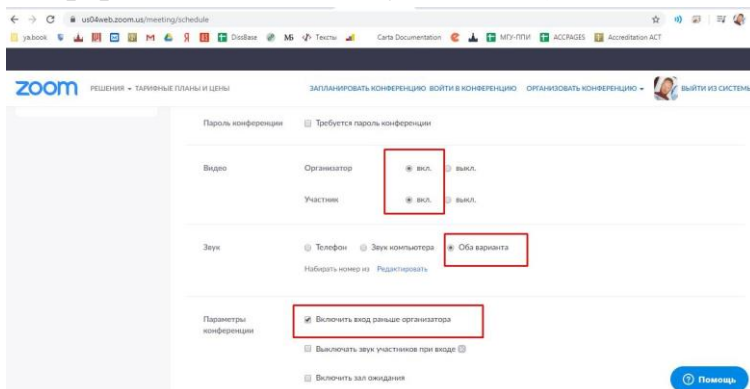 us04web.zoom.us/meeting/schedule
ya.book M Я DissBase М5 Тексты Carta Documentation МГУ-ППИ ACCPAGES Accreditation ACT
zoom РЕШЕНИЯ ТАРИФНЫЕ ПЛАНЫ И ЦЕНЫ ЗАПЛАНИРОВАТЬ КОНФЕРЕНЦИЮ ВОЙТИ В КОНФЕРЕНЦИЮ ОРГАНИЗОВАТЬ КОНФЕРЕНЦИЮ ВЫЙТИ ИЗ СИСТЕМЫ
Пароль конференции Требуется пароль конференции
Видео Организатор вкл. выкл.
Участник вкл. выкл.
Звук Телефон Звук компьютера Оба варианта
Набирать номер из Редактировать
Параметры Включить вход раньше организатора
конференции
Выключать звук участников при входе
Включить зал ожидания
Помощь